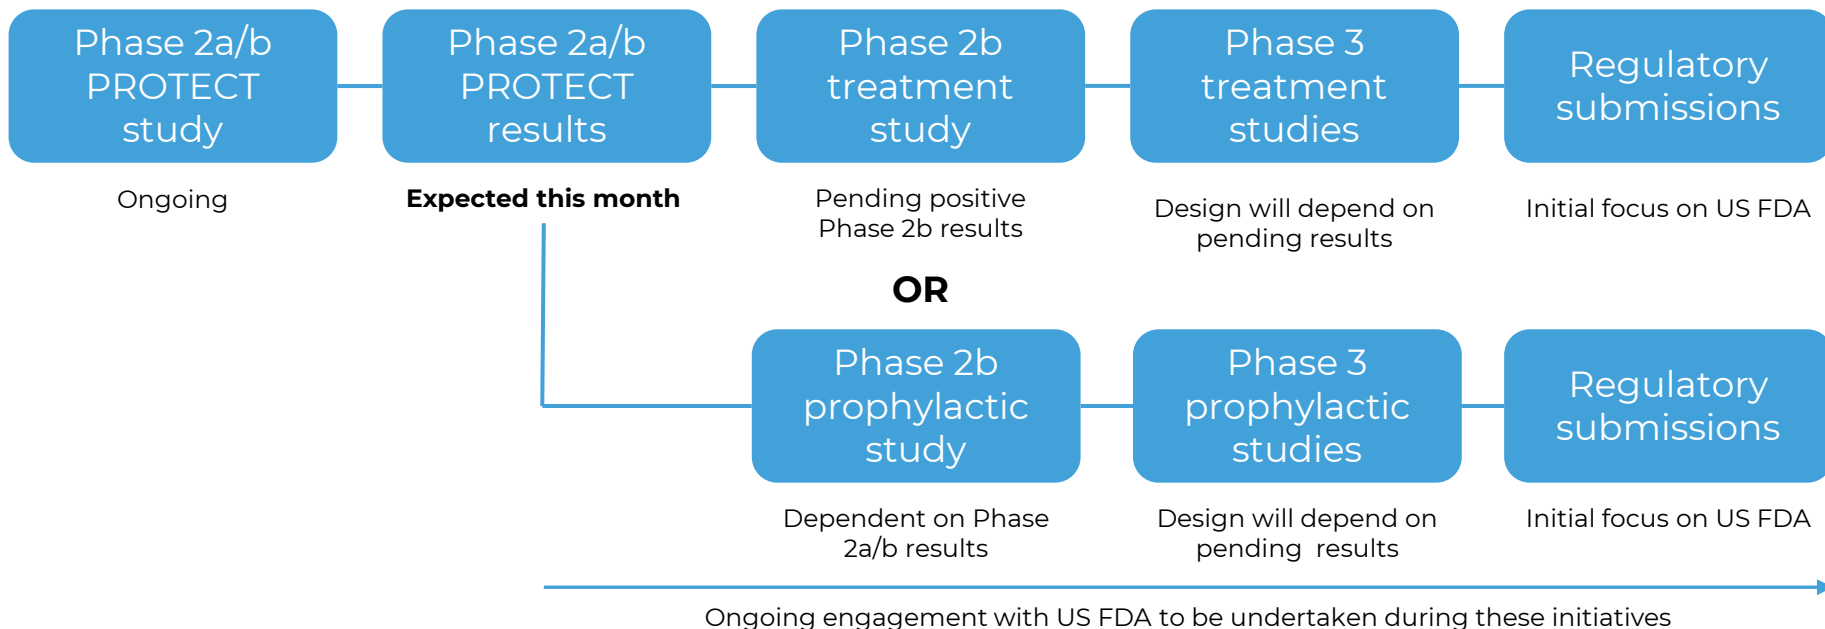 Phase 2a/b
PROTECT
study
Phase 2a/b
PROTECT
results
Phase 2b
treatment
study
Phase 3
treatment
studies
Regulatory
submissions
Ongoing
Expected this month
Pending positive
Phase 2b results
Design will depend on
pending results
Initial focus on US FDA
OR
Phase 2b
prophylactic
study
Phase 3
prophylactic
studies
Regulatory
submissions
Dependent on Phase
2a/b results
Design will depend on
pending results
Initial focus on US FDA
Ongoing engagement with US FDA to be undertaken during these initiatives